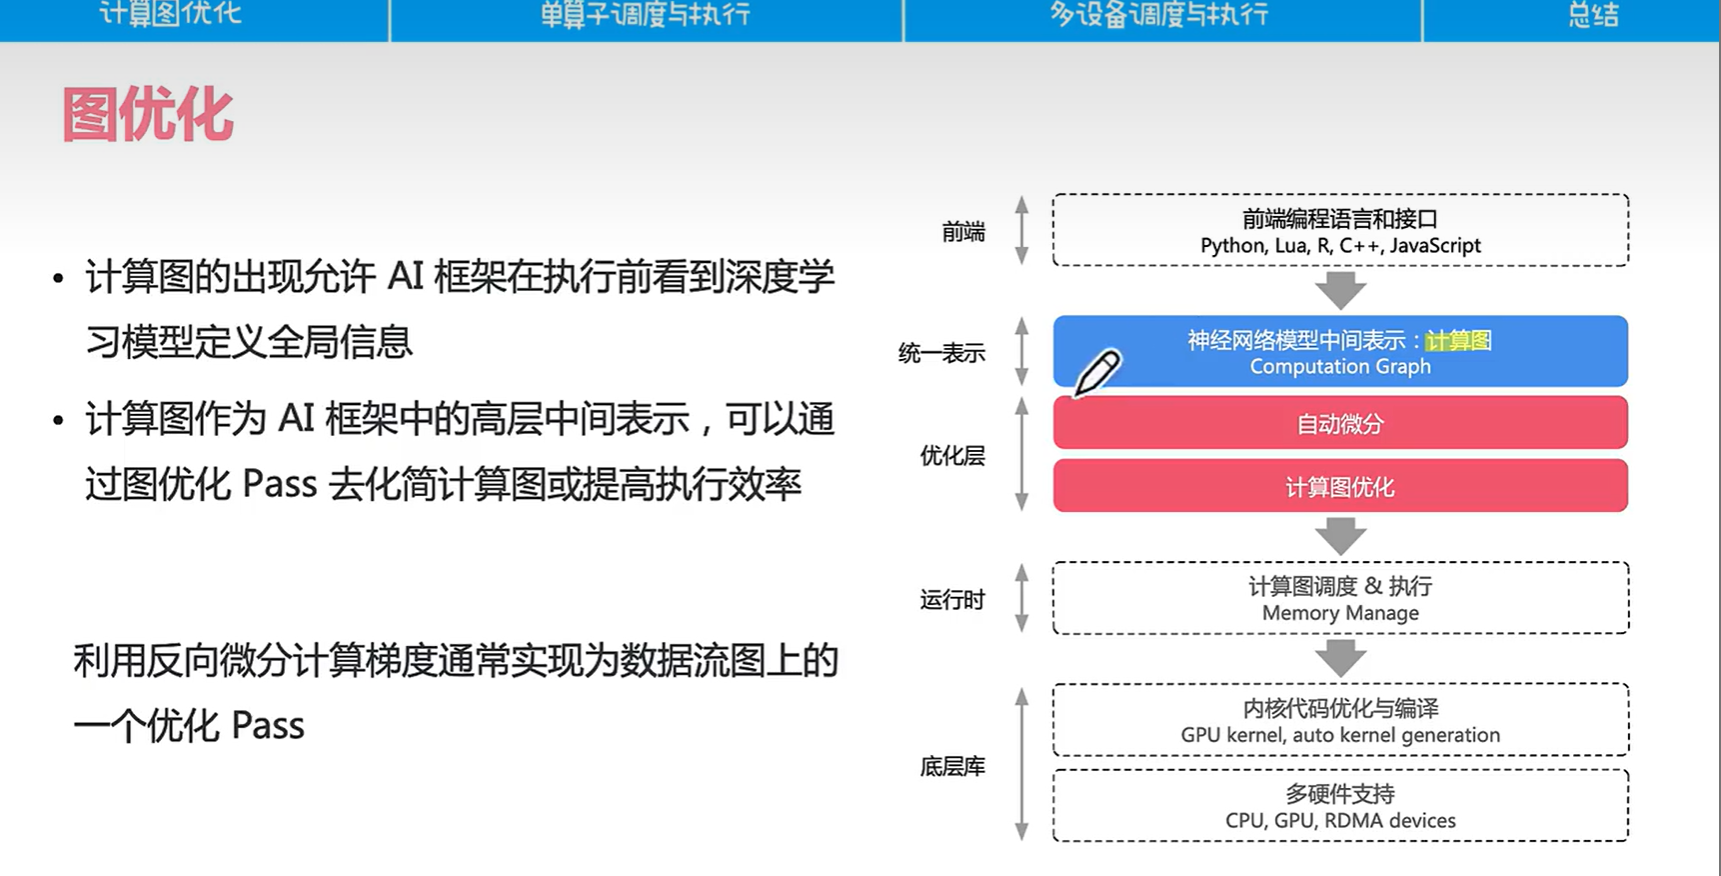 计算图优化
单算子调度与执行
多设备调度与执行
总结
图优化
• 计算图的出现允许 AI 框架在执行前看到深度学
习模型定义全局信息
• 计算图作为 AI 框架中的高层中间表示，可以通
过图优化 Pass 去化简计算图或提高执行效率
利用反向微分计算梯度通常实现为数据流图上的
一个优化 Pass
前端
前端编程语言和接口
Python, Lua, R, C++, JavaScript
统一表示
神经网络模型中间表示：计算图
Computation Graph
优化层
自动微分
计算图优化
运行时
计算图调度 & 执行
Memory Manage
底层库
内核代码优化与编译
GPU kernel, auto kernel generation
多硬件支持
CPU, GPU, RDMA devices